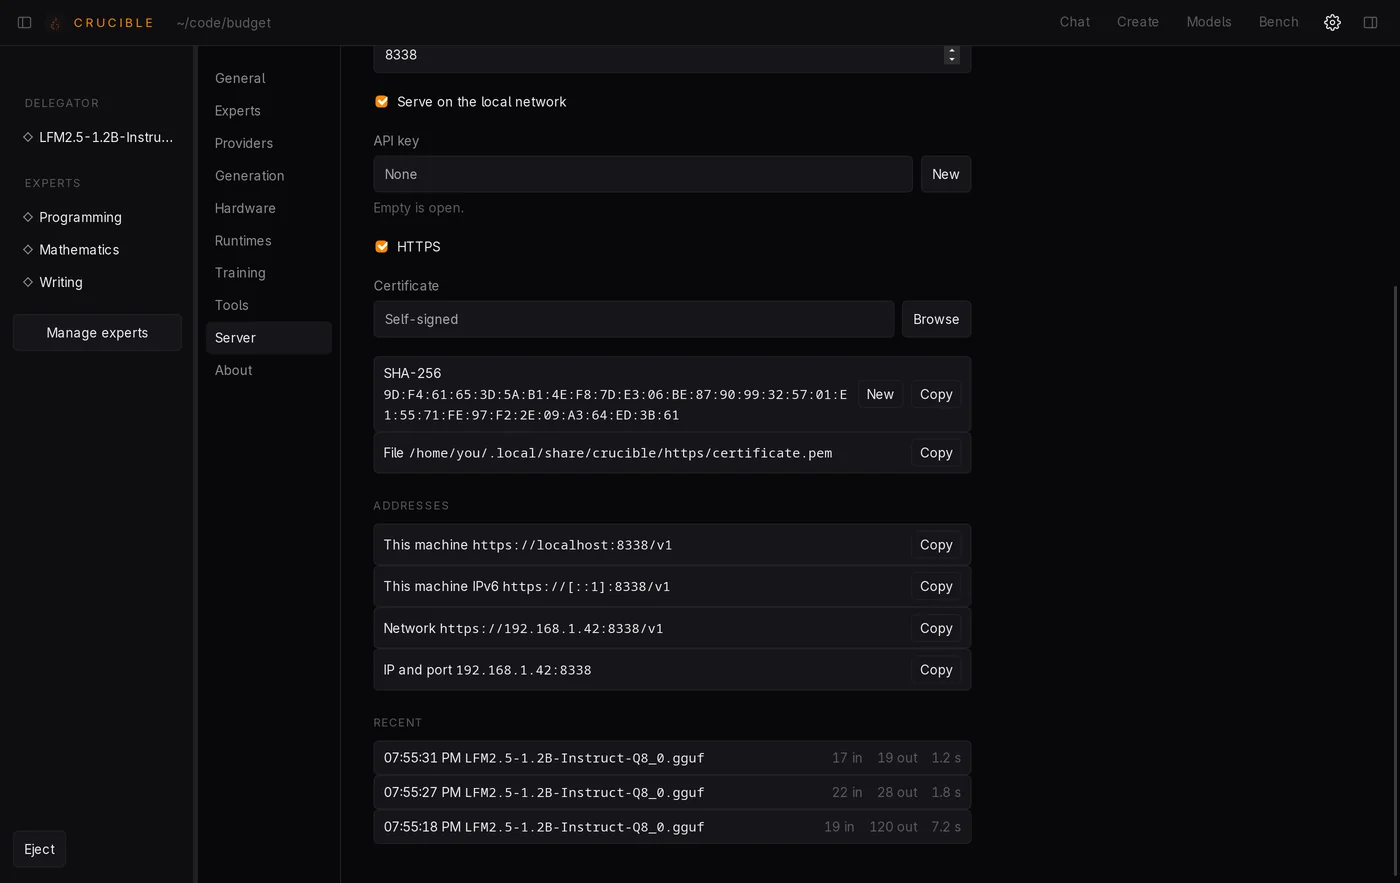 CRUCIBLE
~/code/budget
Chat
Create
Models
Bench
DELEGATOR
LFM2.5-1.2B-Instru...
EXPERTS
Programming
Mathematics
Writing
Manage experts
Eject
General
Experts
Providers
Generation
Hardware
Runtimes
Training
Tools
Server
About
8338
Serve on the local network
API key
None
New
Empty is open.
HTTPS
Certificate
Self-signed
Browse
SHA-256
9D:F4:61:65:3D:5A:B1:4E:F8:7D:E3:06:BE:87:90:99:32:57:01:E
1:55:71:FE:97:F2:2E:09:A3:64:ED:3B:61
New
Copy
File /home/you/.local/share/crucible/https/certificate.pem
Copy
ADDRESSES
This machine https://localhost:8338/v1
Copy
This machine IPv6 https://[::1]:8338/v1
Copy
Network https://192.168.1.42:8338/v1
Copy
IP and port 192.168.1.42:8338
Copy
RECENT
07:55:31 PM LFM2.5-1.2B-Instruct-Q8_0.gguf 17 in 19 out 1.2 s
07:55:27 PM LFM2.5-1.2B-Instruct-Q8_0.gguf 22 in 28 out 1.8 s
07:55:18 PM LFM2.5-1.2B-Instruct-Q8_0.gguf 19 in 120 out 7.2 s